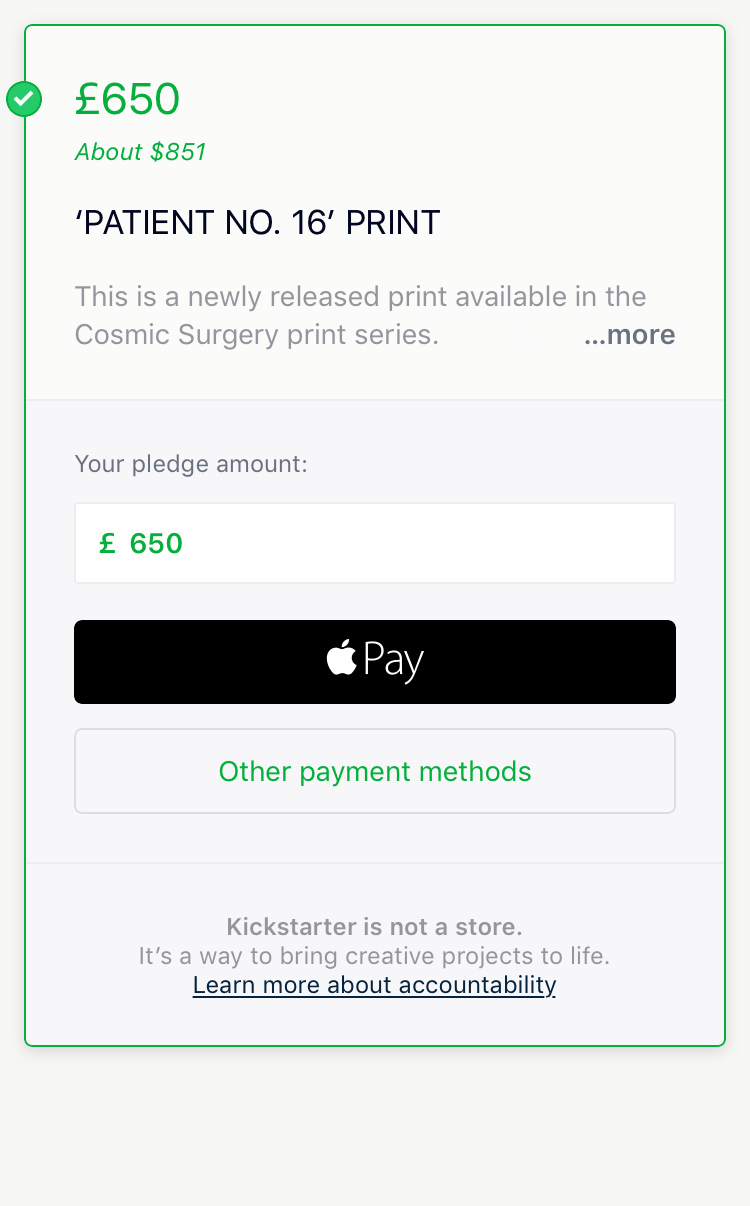 £650
About $851
‘PATIENT NO. 16’ PRINT
This is a newly released print available in the
Cosmic Surgery print series. ...more
Your pledge amount:
£ 650
Pay
Other payment methods
Kickstarter is not a store.
It’s a way to bring creative projects to life.
Learn more about accountability